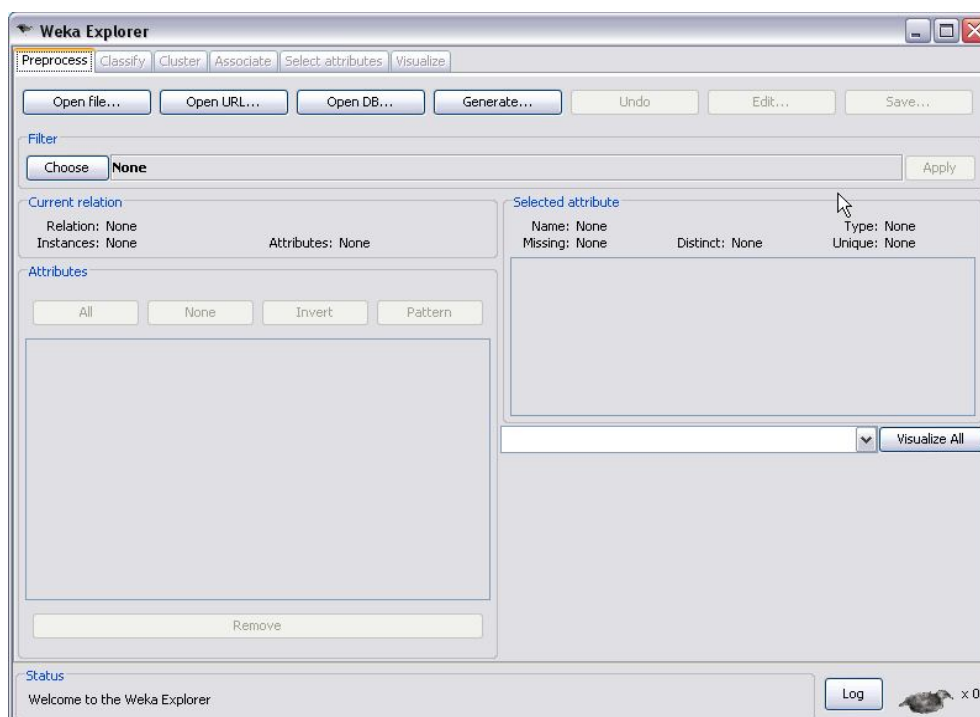 Weka Explorer
Preprocess Classify Cluster Associate Select attributes Visualize
Open file... Open URL... Open DB... Generate... Undo Edit... Save...
Filter
Choose None Apply
Current relation
Relation: None
Instances: None Attributes: None
Selected attribute
Name: None Type: None
Missing: None Distinct: None Unique: None
Attributes
All None Invert Pattern
Visualize All
Remove
Status
Welcome to the Weka Explorer
Log x 0